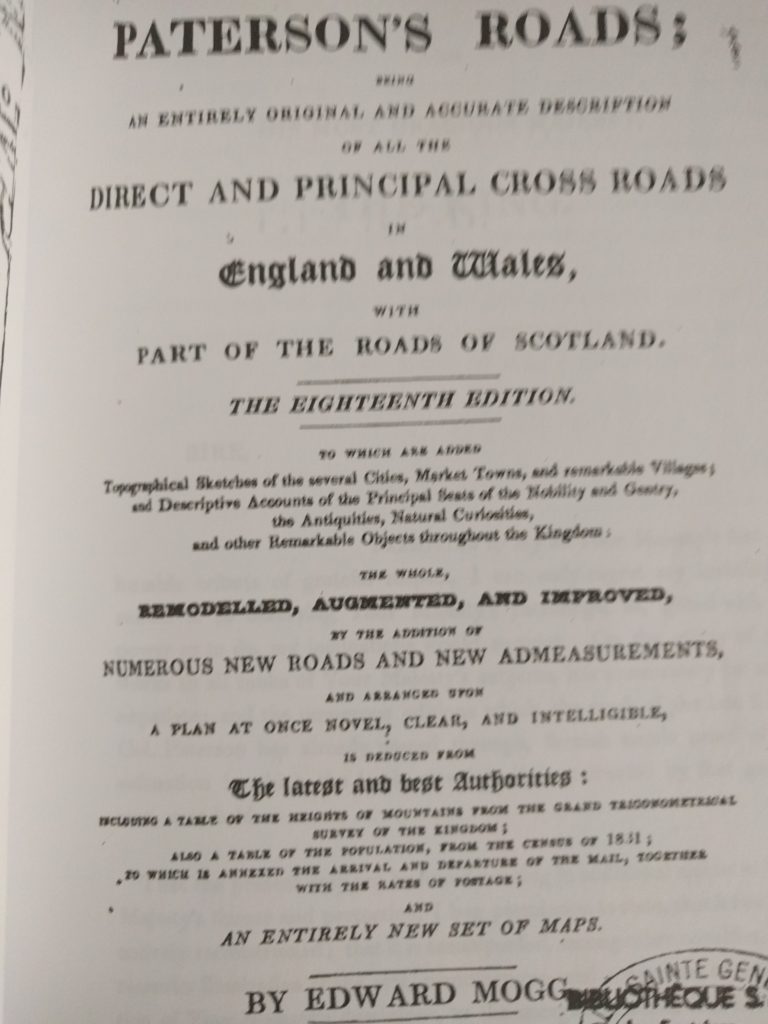 PATERSON'S ROADS;
BEING
AN ENTIRELY ORIGINAL AND ACCURATE DESCRIPTION
OF ALL THE
DIRECT AND PRINCIPAL CROSS ROADS
IN
England and Wales,
WITH
PART OF THE ROADS OF SCOTLAND.
THE EIGHTEENTH EDITION.
TO WHICH ARE ADDED
Topographical Sketches of the several Cities, Market Towns, and remarkable Villages;
and Descriptive Accounts of the Principal Seats of the Nobility and Gentry,
the Antiquities, Natural Curiosities,
and other Remarkable Objects throughout the Kingdom:
THE WHOLE,
REMODELLED, AUGMENTED, AND IMPROVED,
BY THE ADDITION OF
NUMEROUS NEW ROADS AND NEW ADMEASUREMENTS,
AND ARRANGED UPON
A PLAN AT ONCE NOVEL, CLEAR, AND INTELLIGIBLE,
IS DEDUCED FROM
The latest and best Authorities:
INCLUDING A TABLE OF THE HEIGHTS OF MOUNTAINS FROM THE GRAND TRIGONOMETRICAL
SURVEY OF THE KINGDOM;
ALSO A TABLE OF THE POPULATION, FROM THE CENSUS OF 1831;
TO WHICH IS ANNEXED THE ARRIVAL AND DEPARTURE OF THE MAIL, TOGETHER
WITH THE RATES OF POSTAGE;
AND
AN ENTIRELY NEW SET OF MAPS.
BY EDWARD MOGG
SAINTE GEN
BIBLIOTHEQUE S.